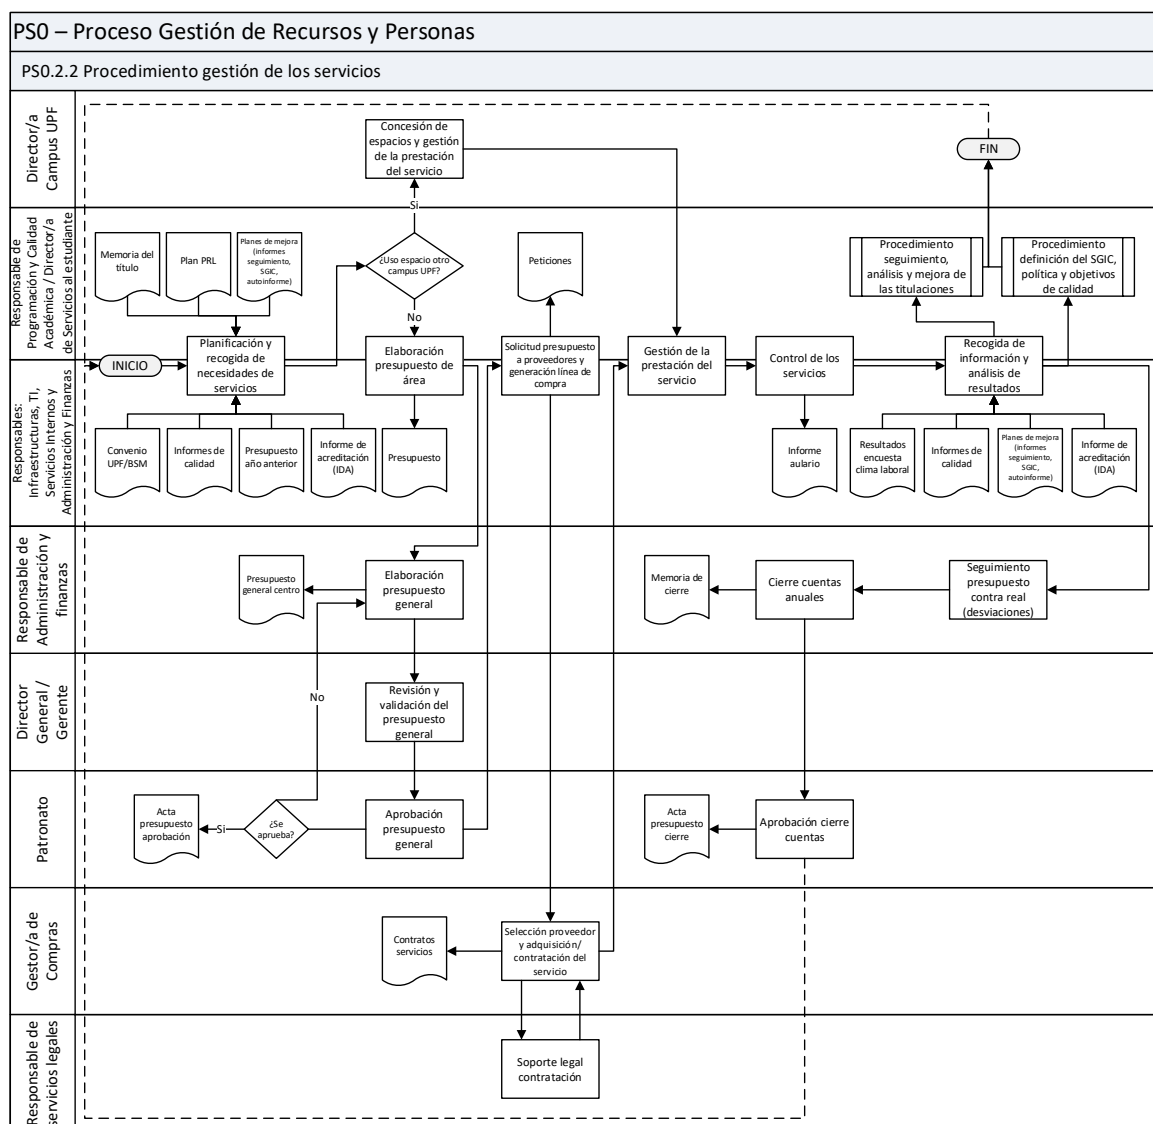 PS0 – Proceso Gestión de Recursos y Personas
PS0.2.2 Procedimiento gestión de los servicios
Director/a
Campus UPF
Concesión de
espacios y gestión
de la prestación
del servicio
FIN
Si
Responsable de
Programación y Calidad
Académica / Director/a
de Servicios al estudiante
Memoria del
título
Plan PRL
Planes de mejora
(informes
seguimiento,
SGIC,
autoinforme)
¿Uso espacio otro
campus UPF?
No
Peticiones
Procedimiento
seguimiento,
análisis y mejora de
las titulaciones
Procedimiento
definición del SGIC,
política y objetivos
de calidad
INICIO
Planificación y
recogida de
necesidades de
servicios
Elaboración
presupuesto de
área
Solicitud presupuesto
a proveedores y
generación línea de
compra
Gestión de la
prestación del
servicio
Control de los
servicios
Recogida de
información y
análisis de
resultados
Responsables:
Infraestructuras, TI,
Servicios Internos y
Administración y Finanzas
Convenio
UPF/BSM
Informes de
calidad
Presupuesto
año anterior
Informe de
acreditación
(IDA)
Presupuesto
Informe
aulario
Resultados
encuesta
clima laboral
Informes de
calidad
Planes de mejora
(informes
seguimiento,
SGIC,
autoinforme)
Informe de
acreditación
(IDA)
Responsable de
Administración y
finanzas
Presupuesto
general centro
Elaboración
presupuesto
general
Memoria de
cierre
Cierre cuentas
anuales
Seguimiento
presupuesto
contra real
(desviaciones)
Director
General /
Gerente
No
Revisión y
validación del
presupuesto
general
Patronato
Acta
presupuesto
aprobación
Si
¿Se
aprueba?
Aprobación
presupuesto
general
Acta
presupuesto
cierre
Aprobación cierre
cuentas
Gestor/a de
Compras
Contratos
servicios
Selección proveedor
y adquisición/
contratación del
servicio
Responsable de
servicios legales
Soporte legal
contratación